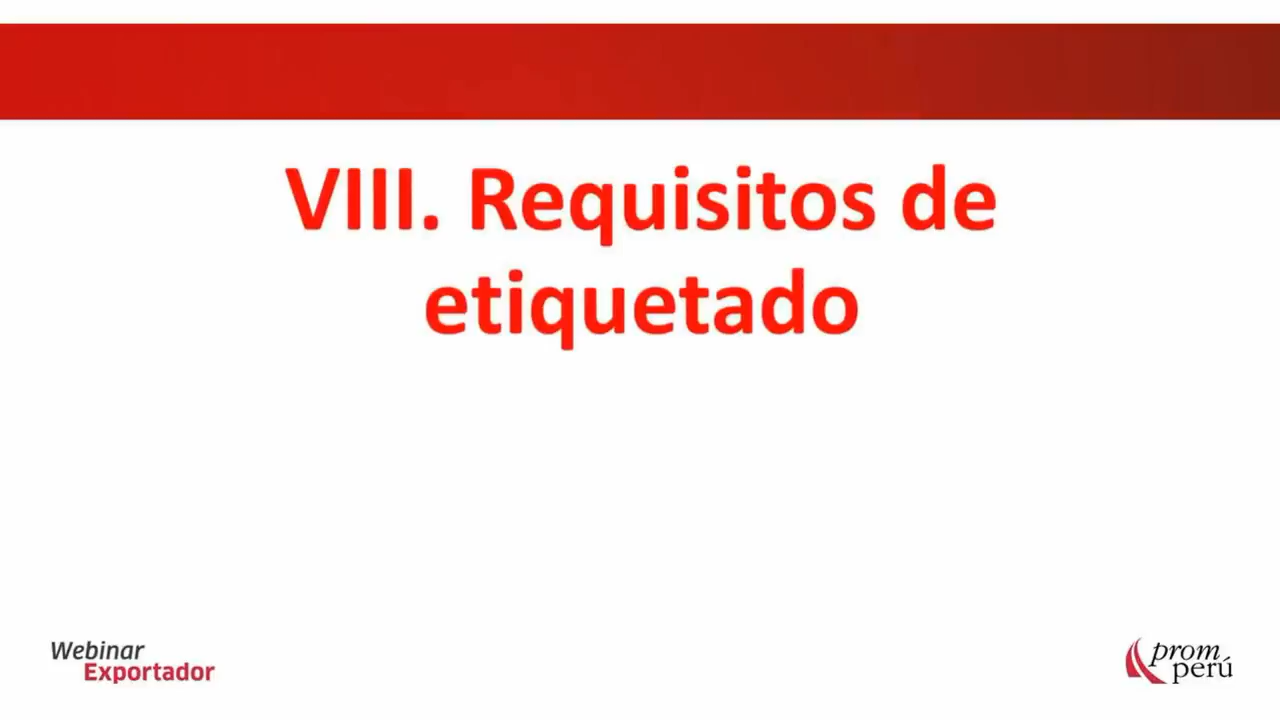 VIII. Requisitos de
etiquetado
Webinar
Exportador
prom
perú